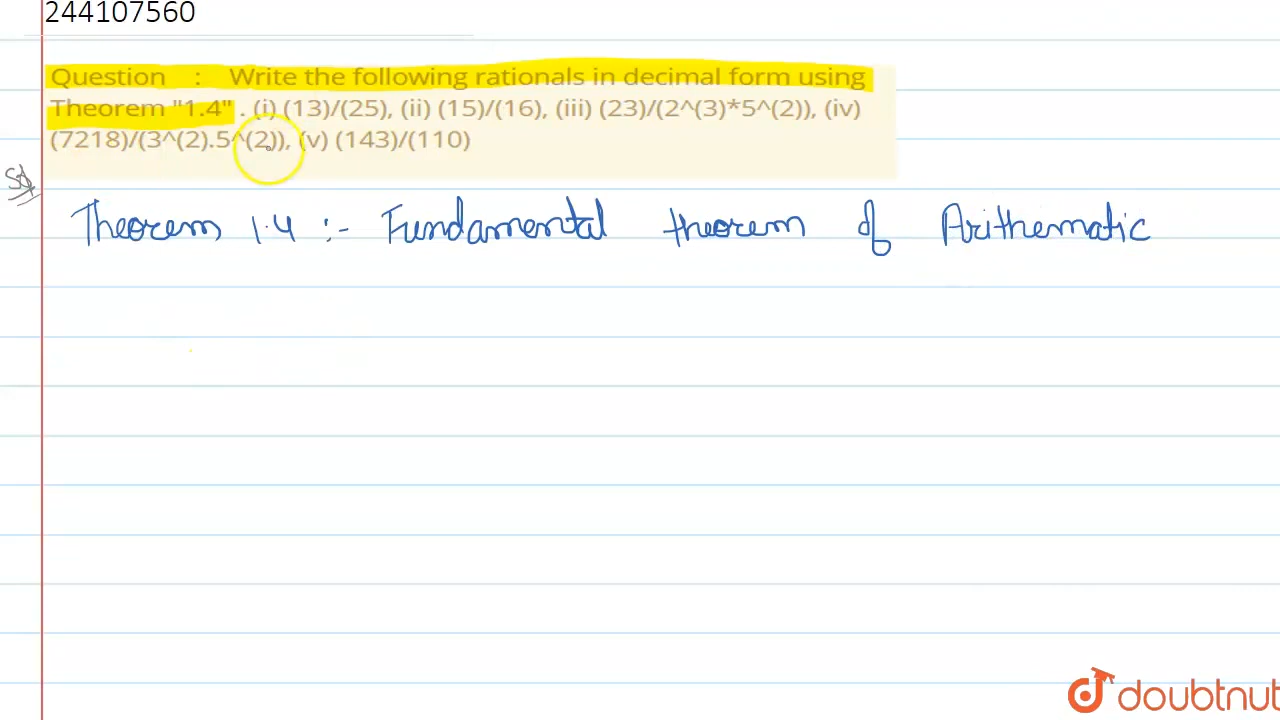 244107560
Question : Write the following rationals in decimal form using
Theorem "1.4" . (i) (13)/(25), (ii) (15)/(16), (iii) (23)/(2^(3)*5^(2)), (iv)
(7218)/(3^(2).5^(2)), (v) (143)/(110)
Sol
Theorem 1.4 :- Fundamental theorem of Arithematic
doubtnut